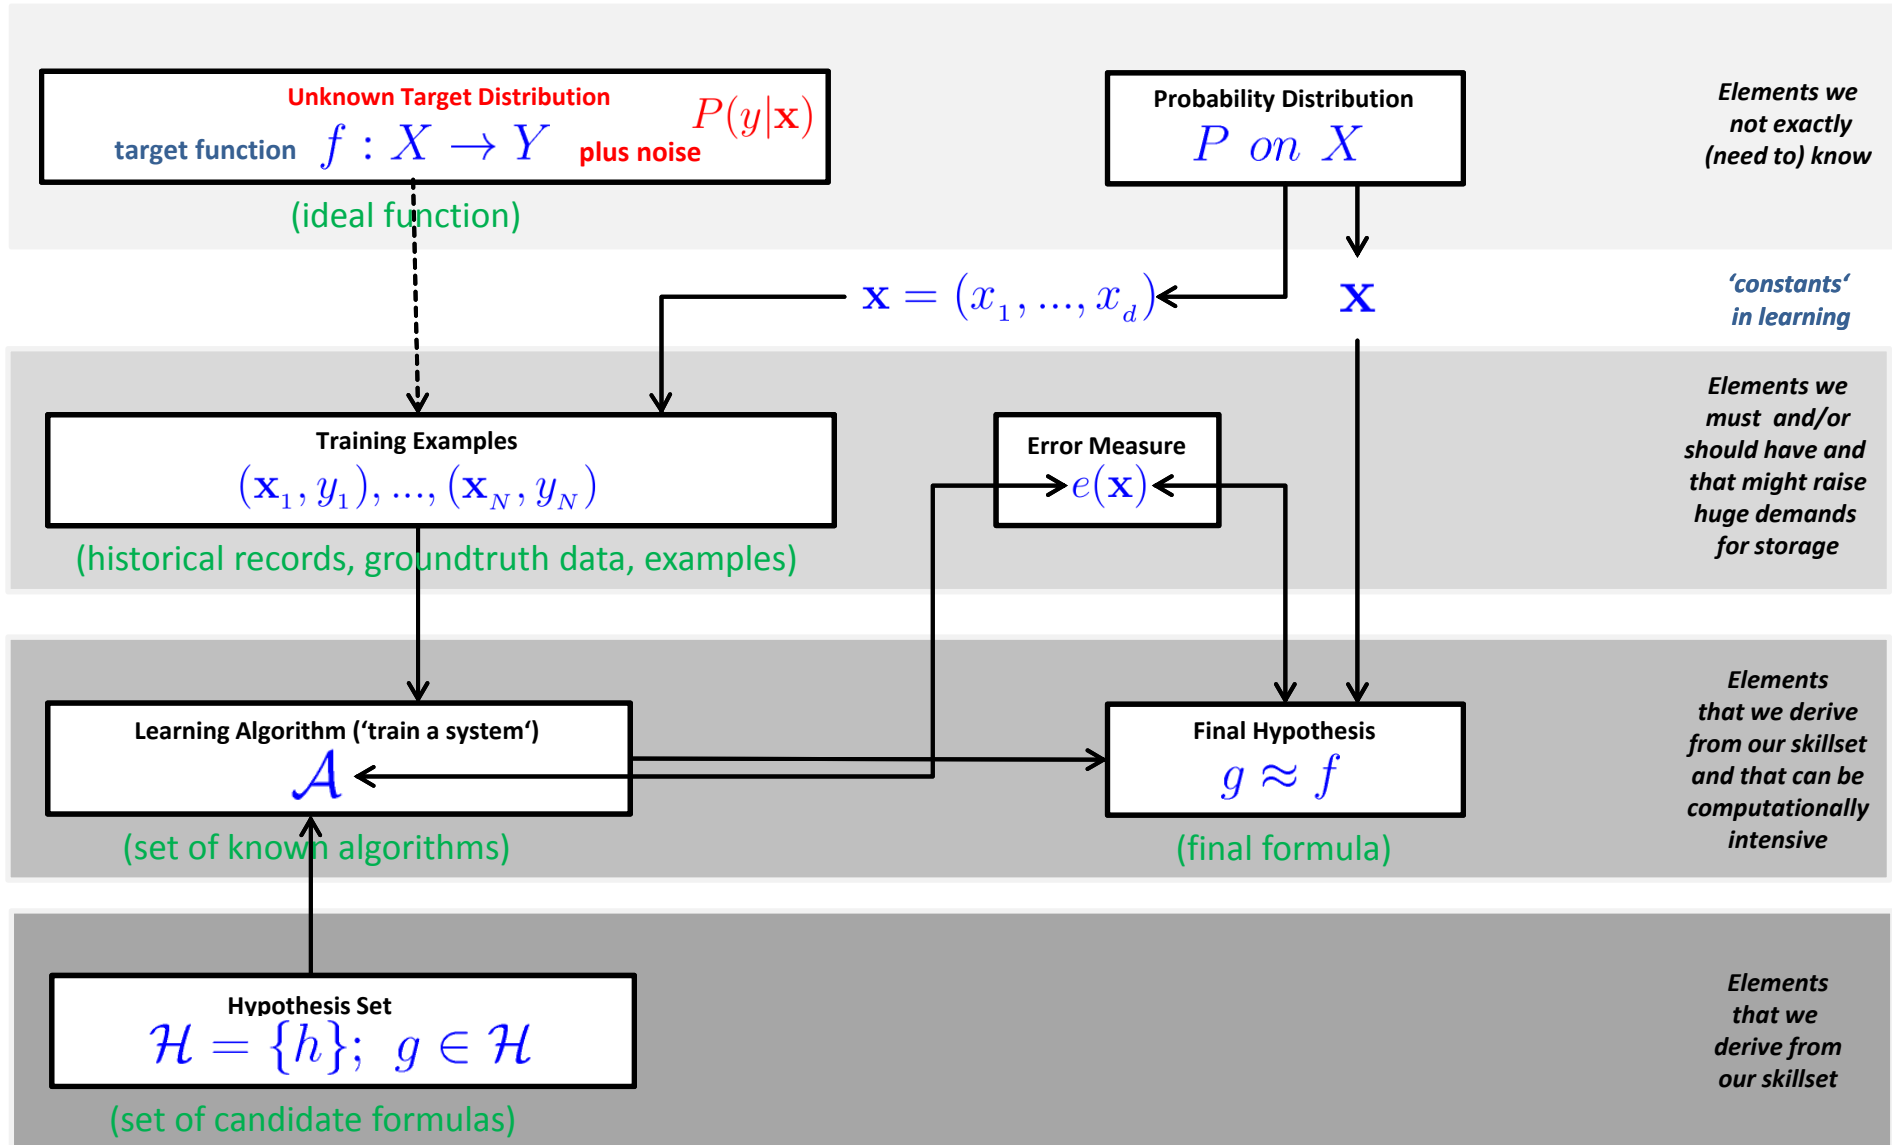 Unknown Target Distribution
target function f : X → Y plus noise P(y|x)
(ideal function)
Probability Distribution
P on X
Elements we
not exactly
(need to) know
x = (x₁, ..., x_d)
x
‘constants‘
in learning
Training Examples
(x₁, y₁), ..., (x_N, y_N)
(historical records, groundtruth data, examples)
Error Measure
e(x)
Elements we
must and/or
should have and
that might raise
huge demands
for storage
Learning Algorithm (‘train a system‘)
𝒜
(set of known algorithms)
Final Hypothesis
g ≈ f
(final formula)
Elements
that we derive
from our skillset
and that can be
computationally
intensive
Hypothesis Set
ℋ = {h}; g ∈ ℋ
(set of candidate formulas)
Elements
that we
derive from
our skillset